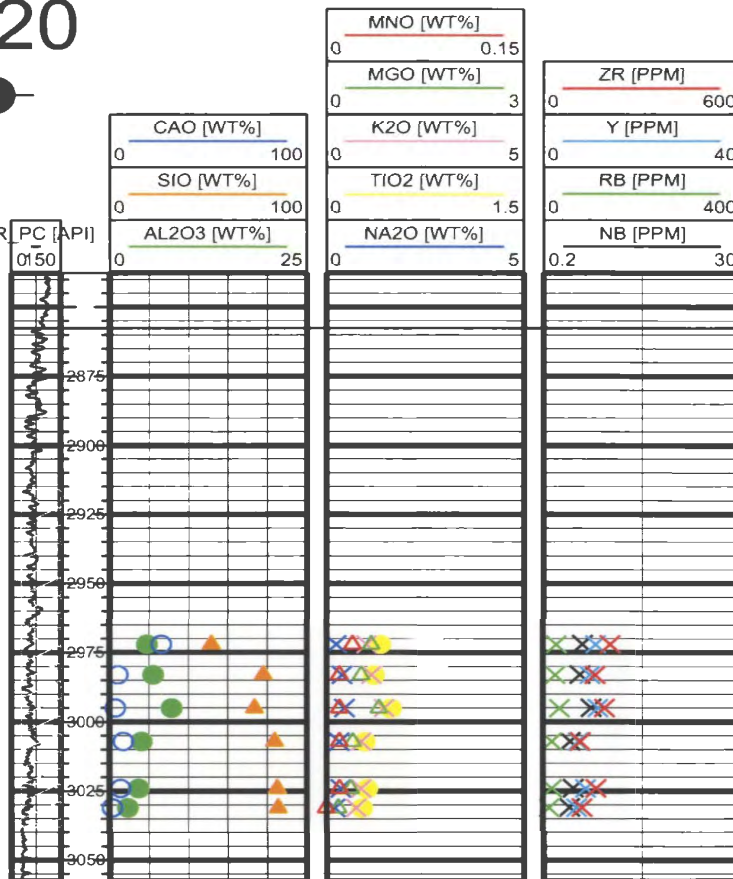 20
MNO [WT%]
0 0.15
MGO [WT%]
0 3
ZR [PPM]
0 600
CAO [WT%]
0 100
K2O [WT%]
0 5
Y [PPM]
0 40
SIO [WT%]
0 100
TIO2 [WT%]
0 1.5
RB [PPM]
0 400
R_PC [API]
0150
AL2O3 [WT%]
0 25
NA2O [WT%]
0 5
NB [PPM]
0.2 30
2875
2900
2925
2950
2975
3000
3025
3050